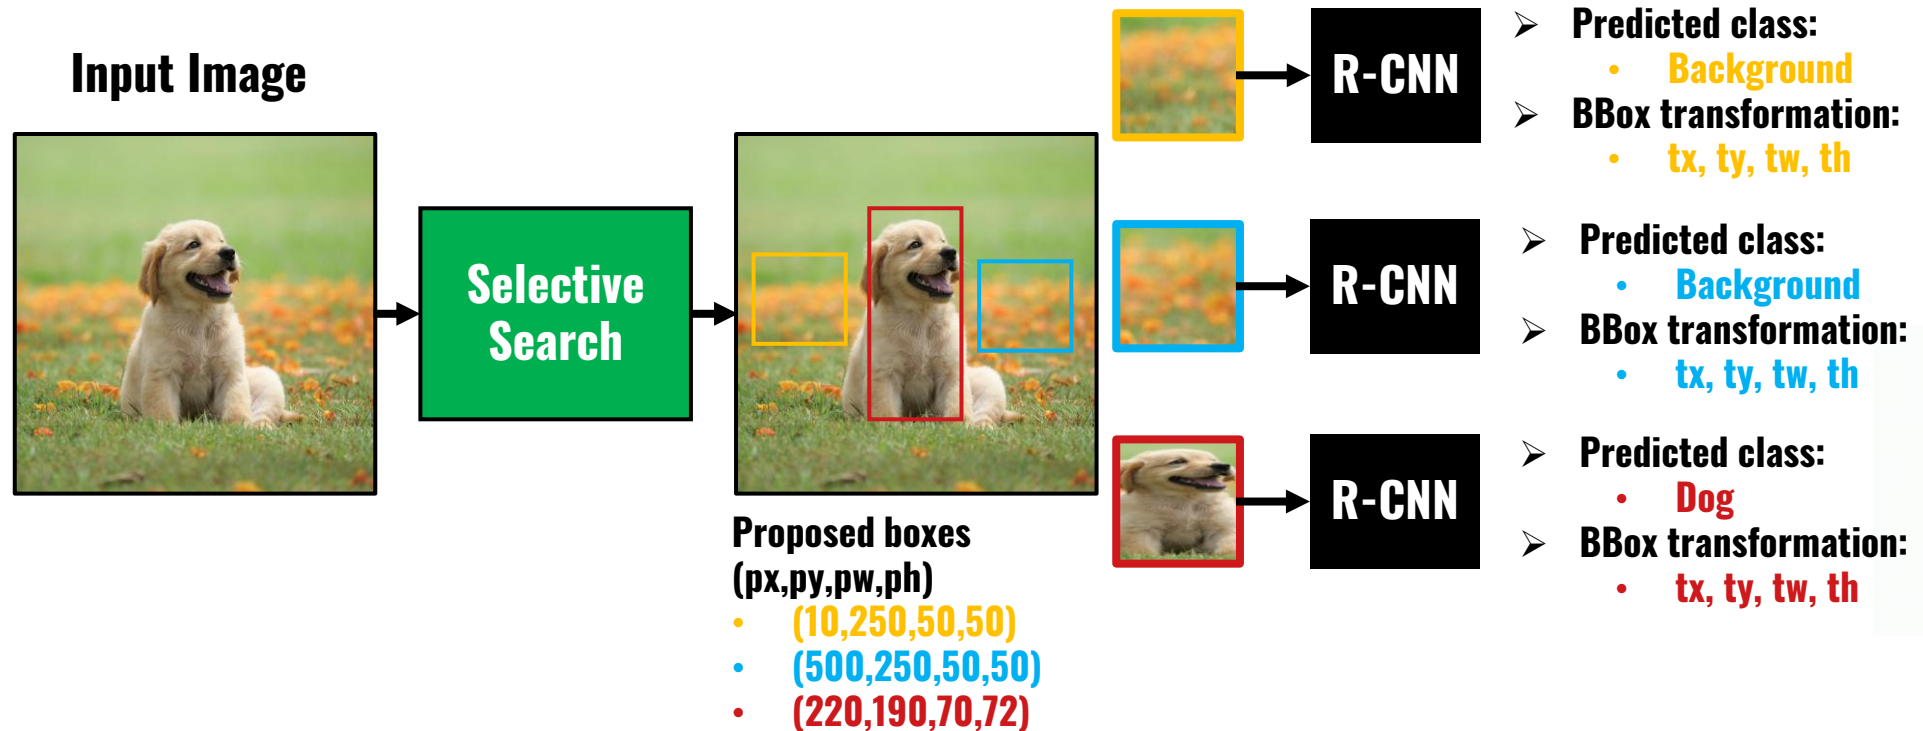 Input Image
Selective
Search
Proposed boxes
(px,py,pw,ph)
• (10,250,50,50)
• (500,250,50,50)
• (220,190,70,72)
R-CNN
➢ Predicted class:
• Background
➢ BBox transformation:
• tx, ty, tw, th
R-CNN
➢ Predicted class:
• Background
➢ BBox transformation:
• tx, ty, tw, th
R-CNN
➢ Predicted class:
• Dog
➢ BBox transformation:
• tx, ty, tw, th